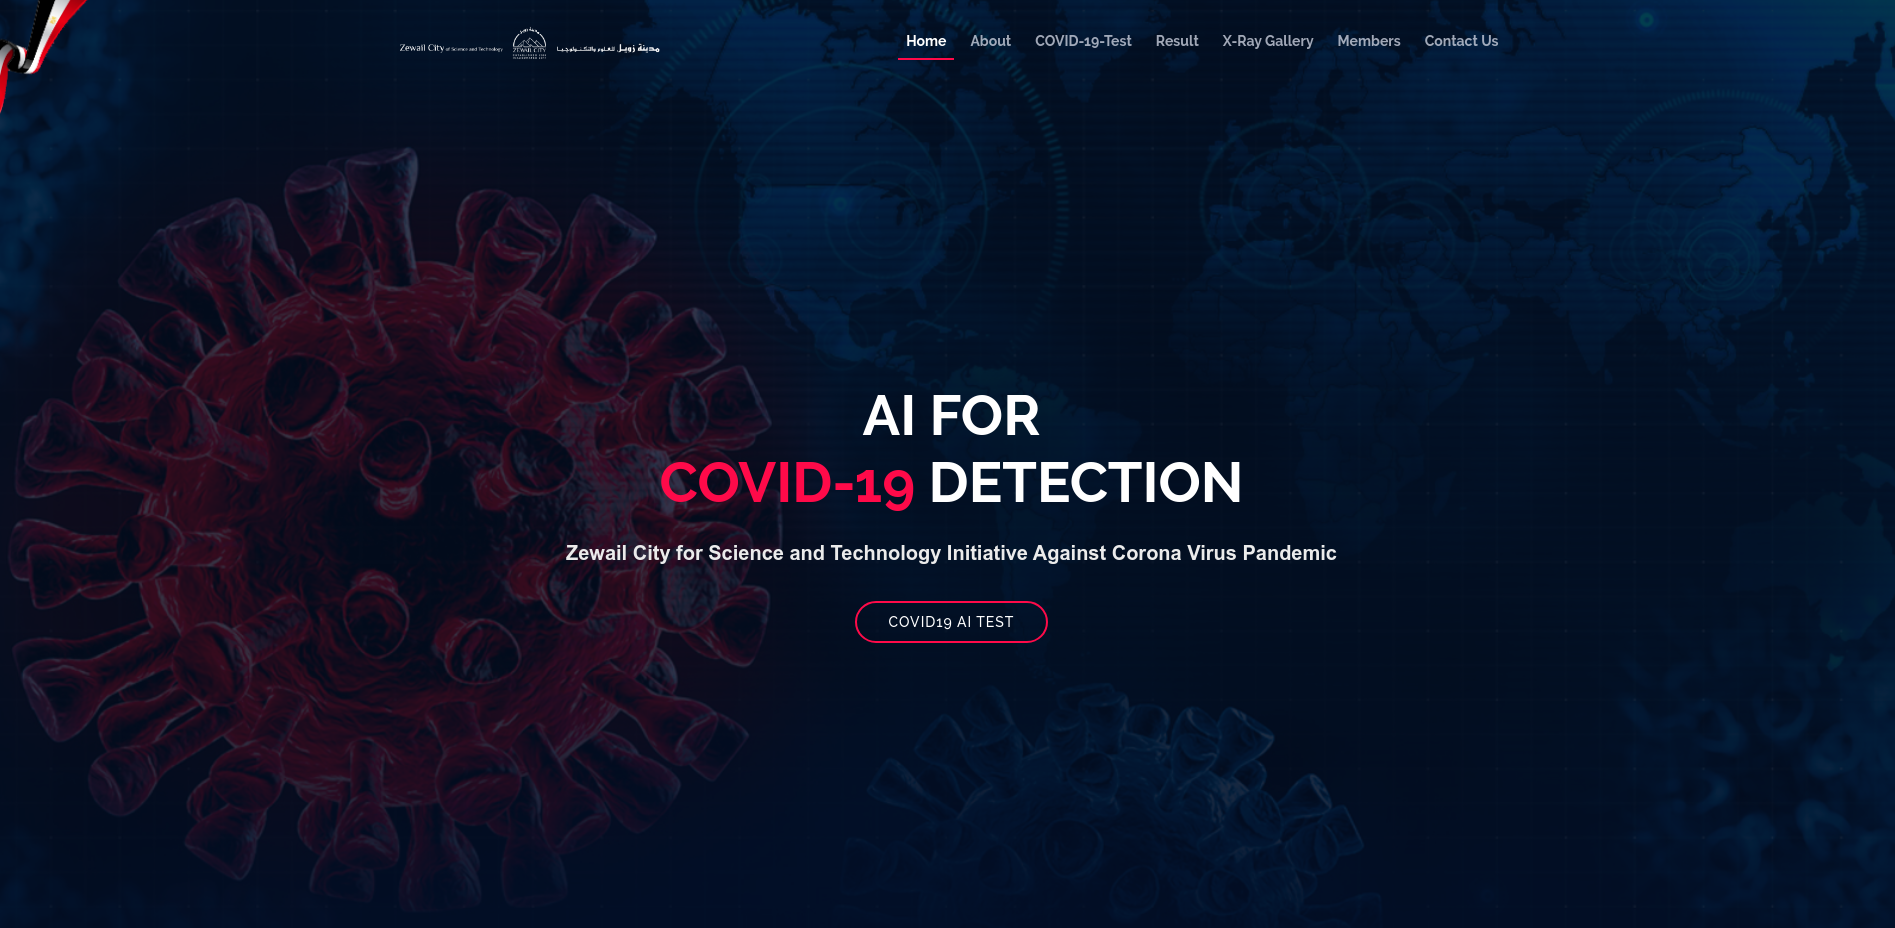 Zewail City of Science and Technology
ZEWAIL CITY
مدينة زويل للعلوم والتكنولوجيا
Home
About
COVID-19-Test
Result
X-Ray Gallery
Members
Contact Us
AI FOR
COVID-19 DETECTION
Zewail City for Science and Technology Initiative Against Corona Virus Pandemic
COVID19 AI TEST